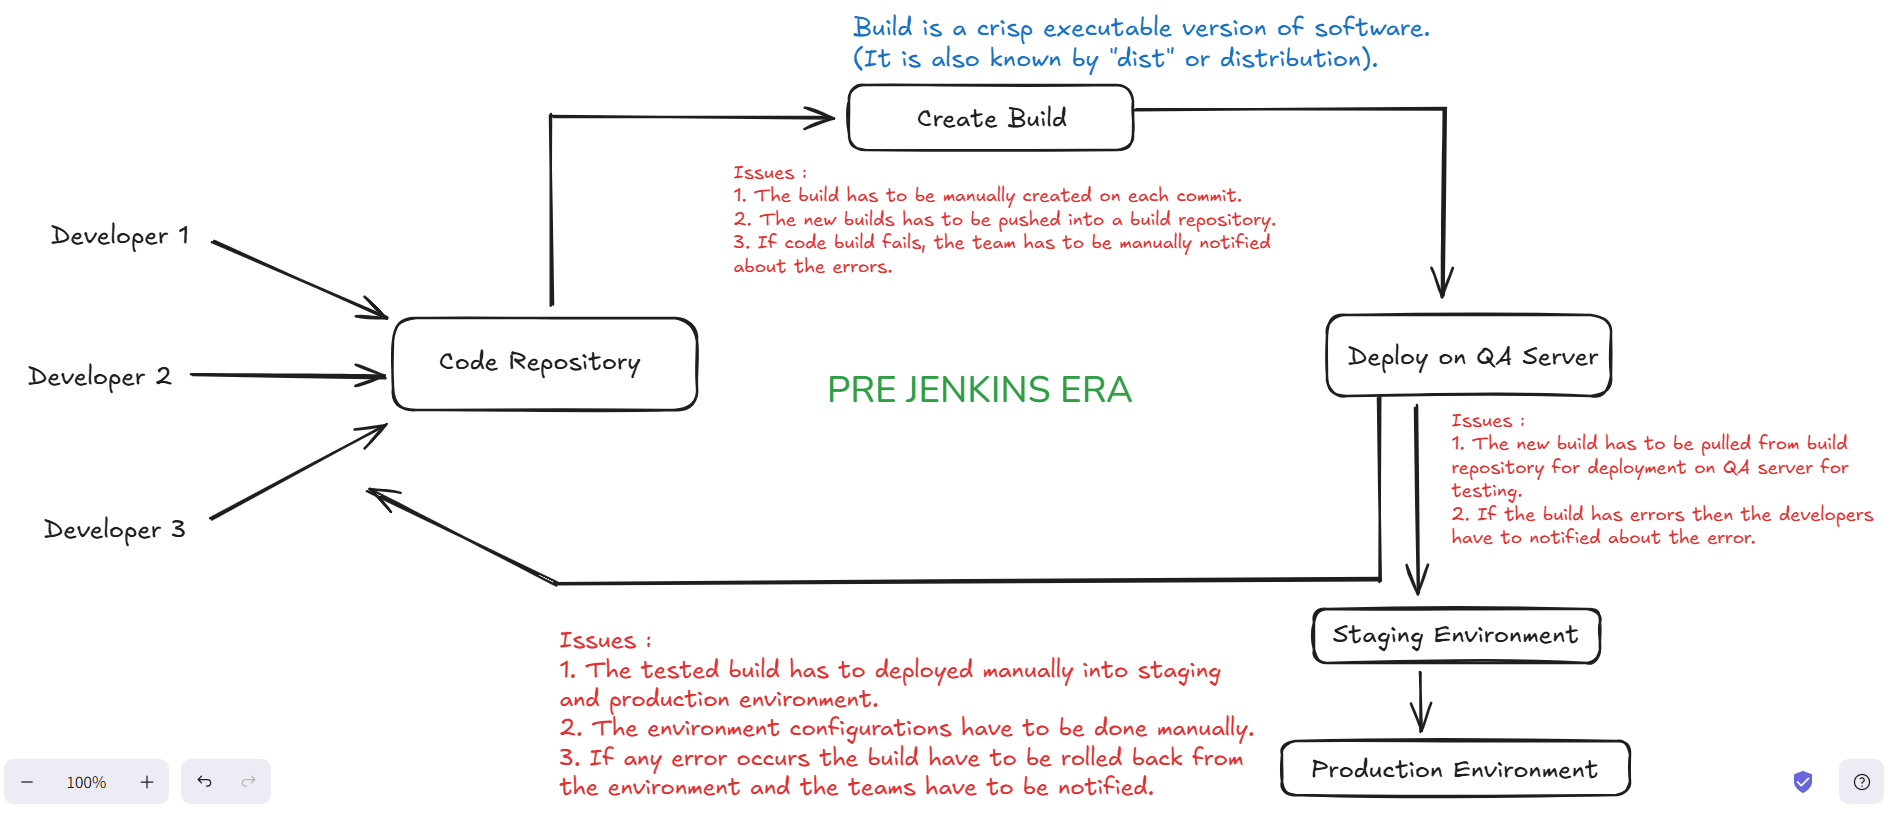 Build is a crisp executable version of software.
(It is also known by "dist" or distribution).
Create Build
Issues :
1. The build has to be manually created on each commit.
2. The new builds has to be pushed into a build repository.
3. If code build fails, the team has to be manually notified
about the errors.
Developer 1
Developer 2
Developer 3
Code Repository
PRE JENKINS ERA
Deploy on QA Server
Issues :
1. The new build has to be pulled from build
repository for deployment on QA server for
testing.
2. If the build has errors then the developers
have to notified about the error.
Staging Environment
Issues :
1. The tested build has to deployed manually into staging
and production environment.
2. The environment configurations have to be done manually.
3. If any error occurs the build have to be rolled back from
the environment and the teams have to be notified.
Production Environment
100%